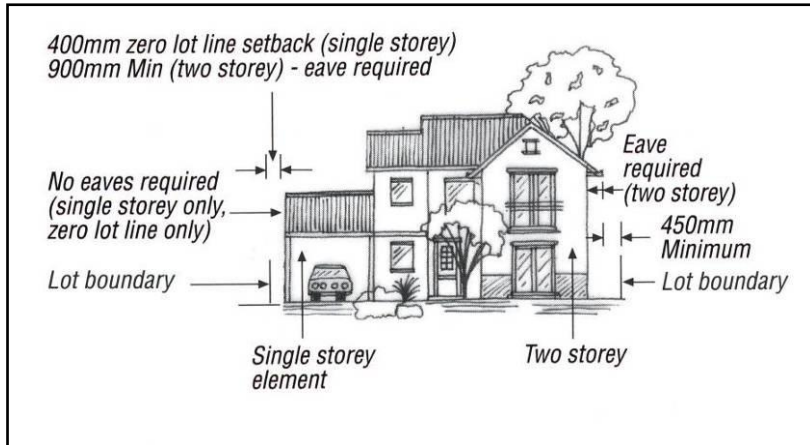 400mm zero lot line setback (single storey)
900mm Min (two storey) - eave required
No eaves required
(single storey only,
zero lot line only)
Eave
required
(two storey)
450mm
Minimum
Lot boundary
Lot boundary
Single storey
element
Two storey